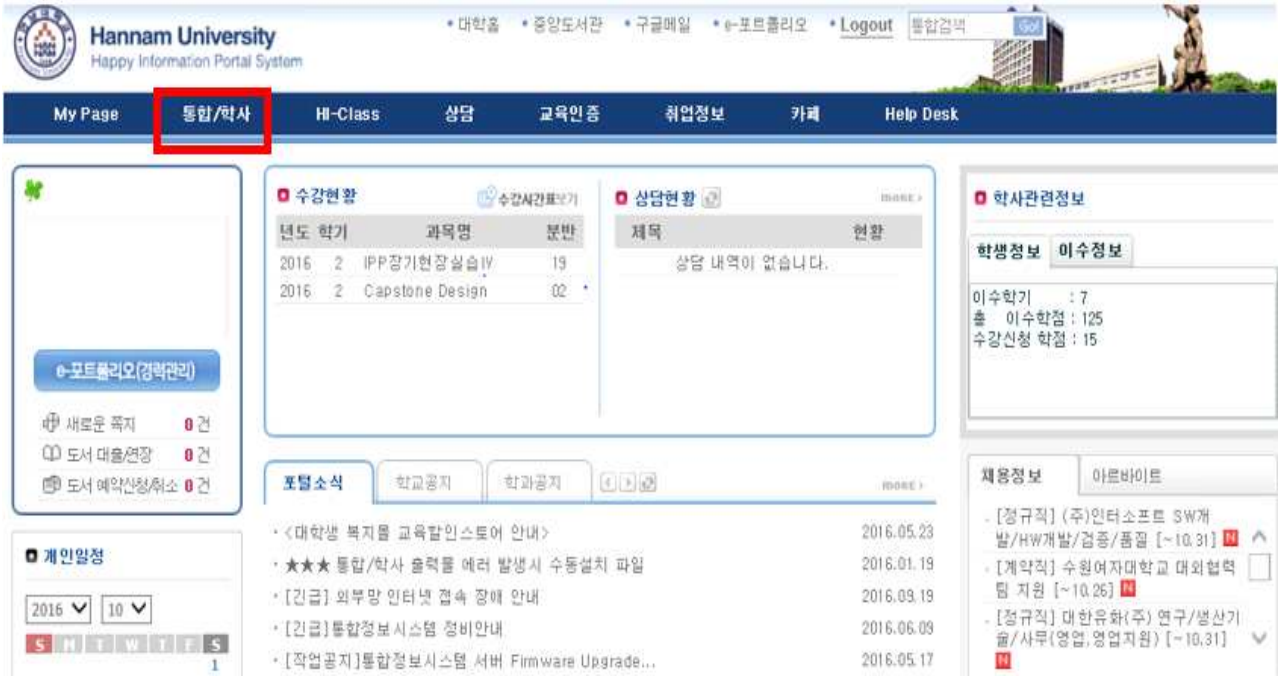 Hannam University
Happy Information Portal System
• 대학홈 • 중앙도서관 • 구글메일 • e-포트폴리오 • Logout 통합검색 Go!
My Page 통합/학사 HI-Class 상담 교육인증 취업정보 카페 Help Desk
e-포트폴리오(경력관리)
새로운 쪽지 0 건
도서 대출/연장 0 건
도서 예약신청/취소 0 건
개인일정
2016 10
S M T W T F S
1
수강현황 수강시간표보기
년도 학기 과목명 분반
2016 2 IPP장기현장실습IV 19
2016 2 Capstone Design 02
상담현황 more >
제목 현황
상담 내역이 없습니다.
포털소식 학교공지 학과공지 more >
· <대학생 복지몰 교육할인스토어 안내> 2016.05.23
· ★★★ 통합/학사 출력물 에러 발생시 수동설치 파일 2016.01.19
· [긴급] 외부망 인터넷 접속 장애 안내 2016.09.19
· [긴급]통합정보시스템 정비안내 2016.06.09
· [작업공지]통합정보시스템 서버 Firmware Upgrade... 2016.05.17
학사관련정보
학생정보 이수정보
이수학기 : 7
총 이수학점 : 125
수강신청 학점 : 15
채용정보 아르바이트
[정규직] (주)인터소프트 SW개
발/HW개발/검증/품질 [~10.31] N
[계약직] 수원여자대학교 대외협력
팀 지원 [~10.26] N
[정규직] 대한유화(주) 연구/생산기
술/사무(영업,영업지원) [~10.31]
N